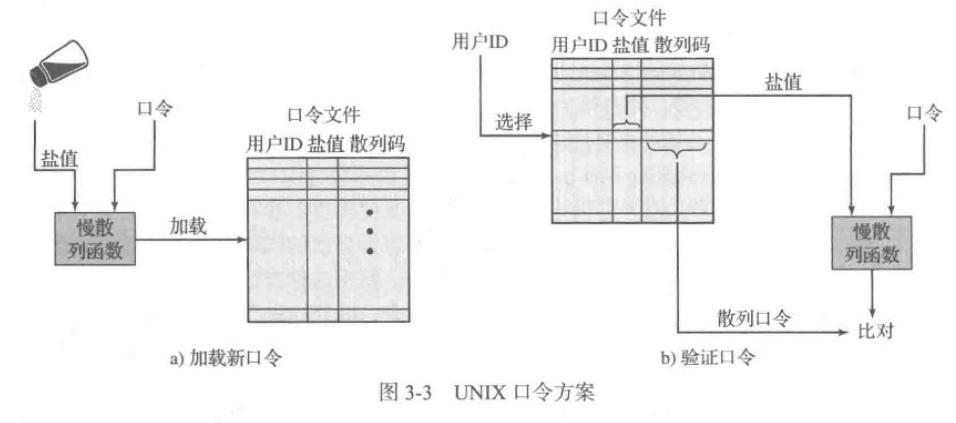 口令
盐值
慢散
列函数
加载
口令文件
用户ID 盐值 散列码
a) 加载新口令
用户ID
选择
口令文件
用户ID 盐值 散列码
盐值
口令
慢散
列函数
散列口令
比对
b) 验证口令
图 3-3 UNIX 口令方案